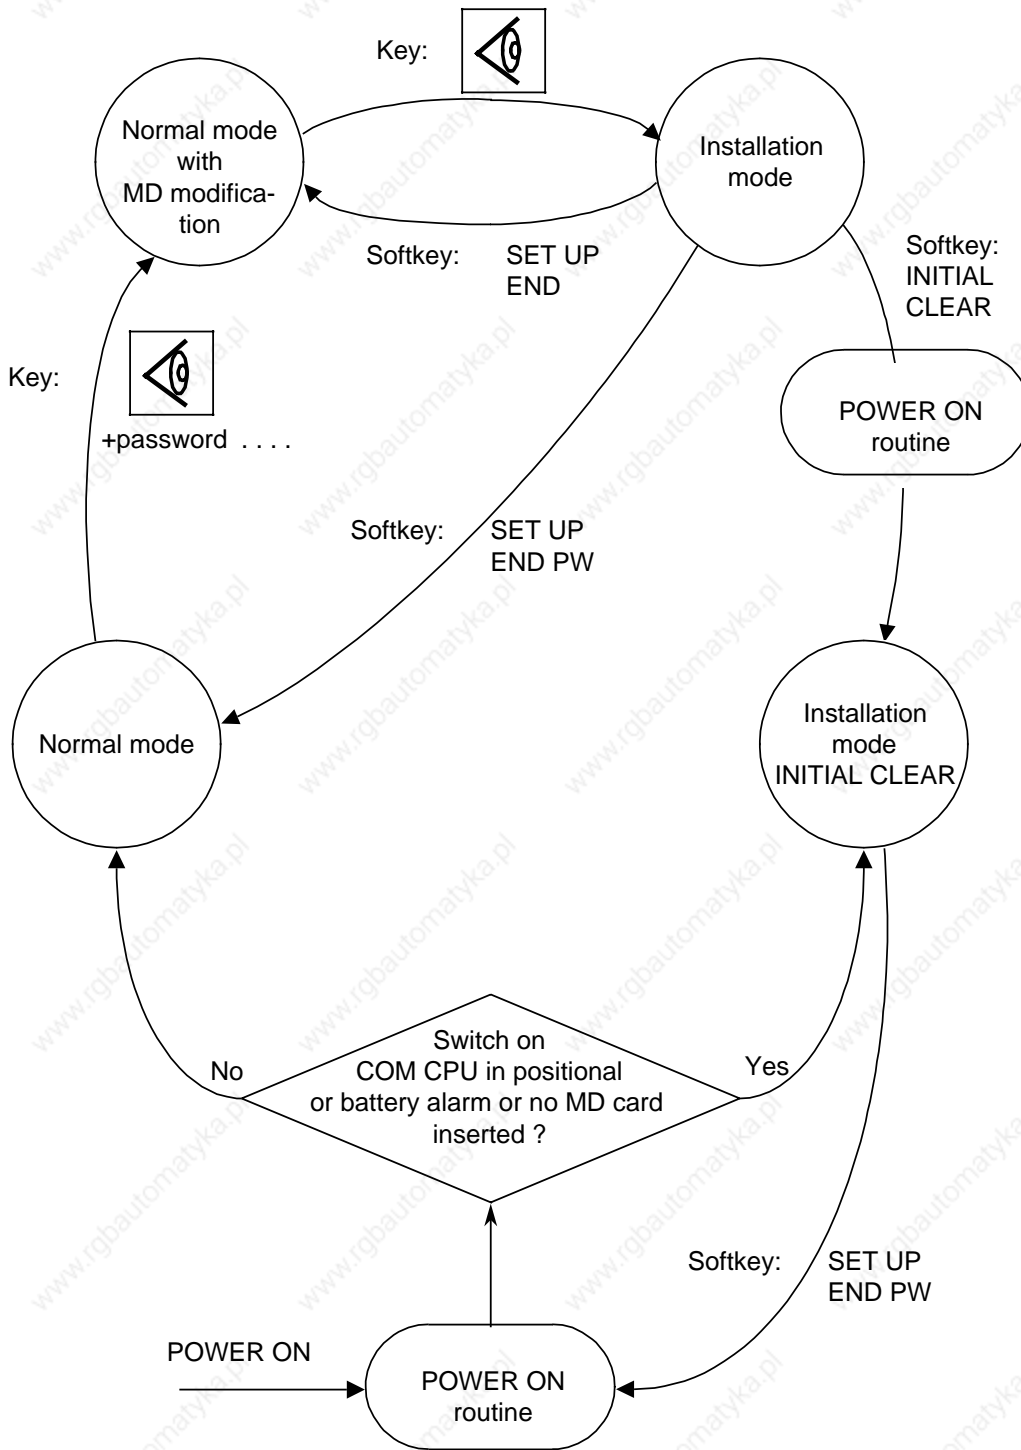 Key:
Normal mode
with
MD modifica-
tion
Installation
mode
Softkey: SET UP
END
Softkey:
INITIAL
CLEAR
Key:
+password . . . .
POWER ON
routine
Softkey: SET UP
END PW
Normal mode
Installation
mode
INITIAL CLEAR
No
Switch on
COM CPU in positional
or battery alarm or no MD card
inserted ?
Yes
Softkey: SET UP
END PW
POWER ON
POWER ON
routine
www.rgbautomatyka.pl